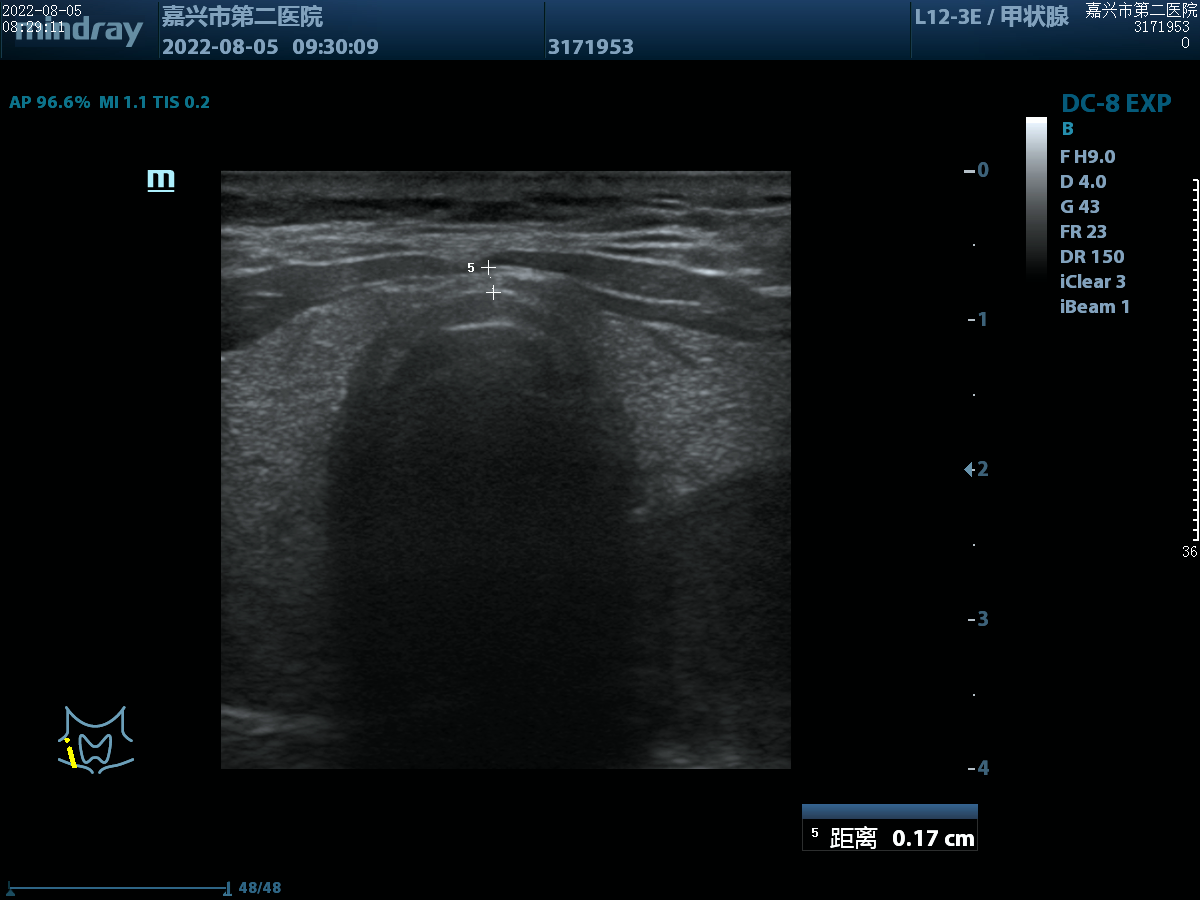 2022-08-05
08:29:11
mindray
嘉兴市第二医院
2022-08-05 09:30:09
3171953
L12-3E / 甲状腺
嘉兴市第二医院
3171953
0
AP 96.6% MI 1.1 TIS 0.2
DC-8 EXP
B
F H9.0
D 4.0
G 43
FR 23
DR 150
iClear 3
iBeam 1
m
0
5
1
2
3
4
36
5 距离 0.17 cm
48/48